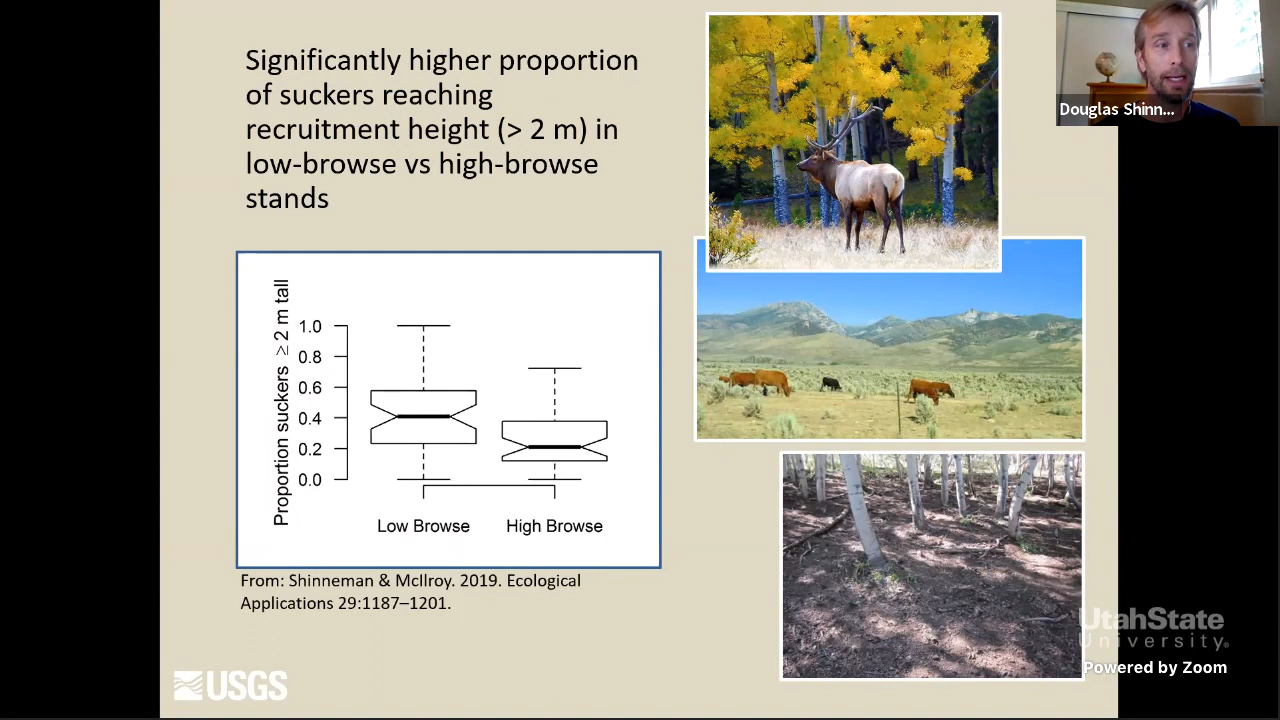 Significantly higher proportion
of suckers reaching
recruitment height (> 2 m) in
low-browse vs high-browse
stands
Proportion suckers ≥ 2 m tall
1.0
0.8
0.6
0.4
0.2
0.0
Low Browse
High Browse
From: Shinneman & McIlroy. 2019. Ecological
Applications 29:1187–1201.
USGS
Douglas Shinn...
UtahState
University.
Powered by Zoom